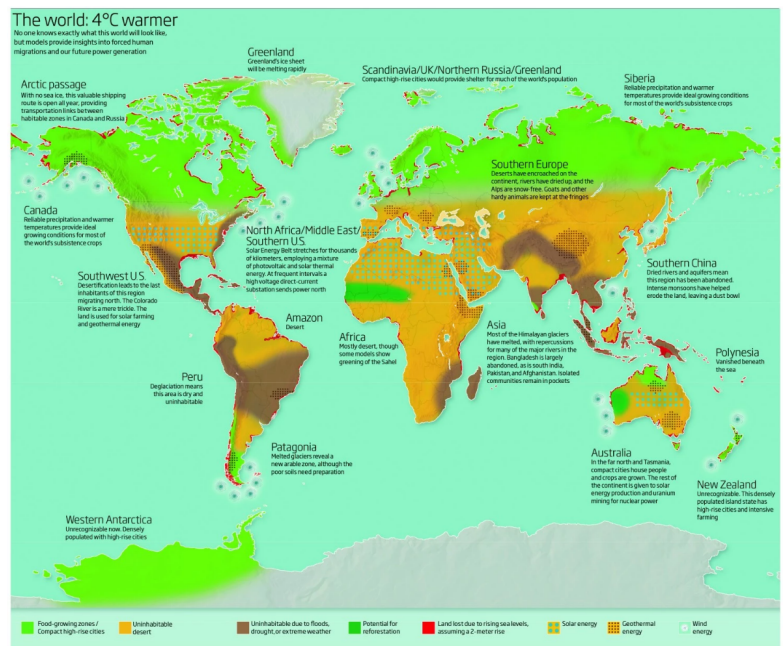 The world: 4°C warmer
No one knows exactly what this world will look like,
but models provide insights into forced human
migrations and our future power generation
Greenland
Greenland's ice sheet
will be melting rapidly
Scandinavia/UK/Northern Russia/Greenland
Compact high-rise cities would provide shelter for much of the world's population
Siberia
Reliable precipitation and warmer
temperatures provide ideal growing conditions
for most of the world's subsistence crops
Arctic passage
With no sea ice, this valuable shipping
route is open all year, providing
transportation links between
habitable zones in Canada and Russia
Southern Europe
Deserts have encroached on the
continent, rivers have dried up, and the
Alps are snow-free. Goats and other
hardy animals are kept at the fringes
Canada
Reliable precipitation and warmer
temperatures provide ideal
growing conditions for most of
the world's subsistence crops
North Africa/Middle East/
Southern U.S.
Solar Energy Belt stretches for thousands
of kilometers, employing a mixture
of photovoltaic and solar thermal
energy. At frequent intervals a
high voltage direct-current
substation sends power north
Southwest U.S.
Desertification leads to the last
inhabitants of this region
migrating north. The Colorado
River is a mere trickle. The
land is used for solar farming
and geothermal energy
Southern China
Dried rivers and aquifers mean
this region has been abandoned.
Intense monsoons have helped
erode the land, leaving a dust bowl
Amazon
Desert
Africa
Mostly desert, though
some models show
greening of the Sahel
Asia
Most of the Himalayan glaciers
have melted, with repercussions
for many of the major rivers in the
region. Bangladesh is largely
abandoned, as is south India,
Pakistan, and Afghanistan. Isolated
communities remain in pockets
Polynesia
Vanished beneath
the sea
Peru
Deglaciation means
this area is dry and
uninhabitable
Patagonia
Melted glaciers reveal a
new arable zone, although the
poor soils need preparation
Australia
In the far north and Tasmania,
compact cities house people
and crops are grown. The rest of
the continent is given to solar
energy production and uranium
mining for nuclear power
New Zealand
Unrecognizable. This densely
populated island state has
high-rise cities and intensive
farming
Western Antarctica
Unrecognizable now. Densely
populated with high-rise cities
Food-growing zones/
Compact high-rise cities
Uninhabitable
desert
Uninhabitable due to floods,
drought, or extreme weather
Potential for
reforestation
Land lost due to rising sea levels,
assuming a 2-meter rise
Solar energy
Geothermal
energy
Wind
energy